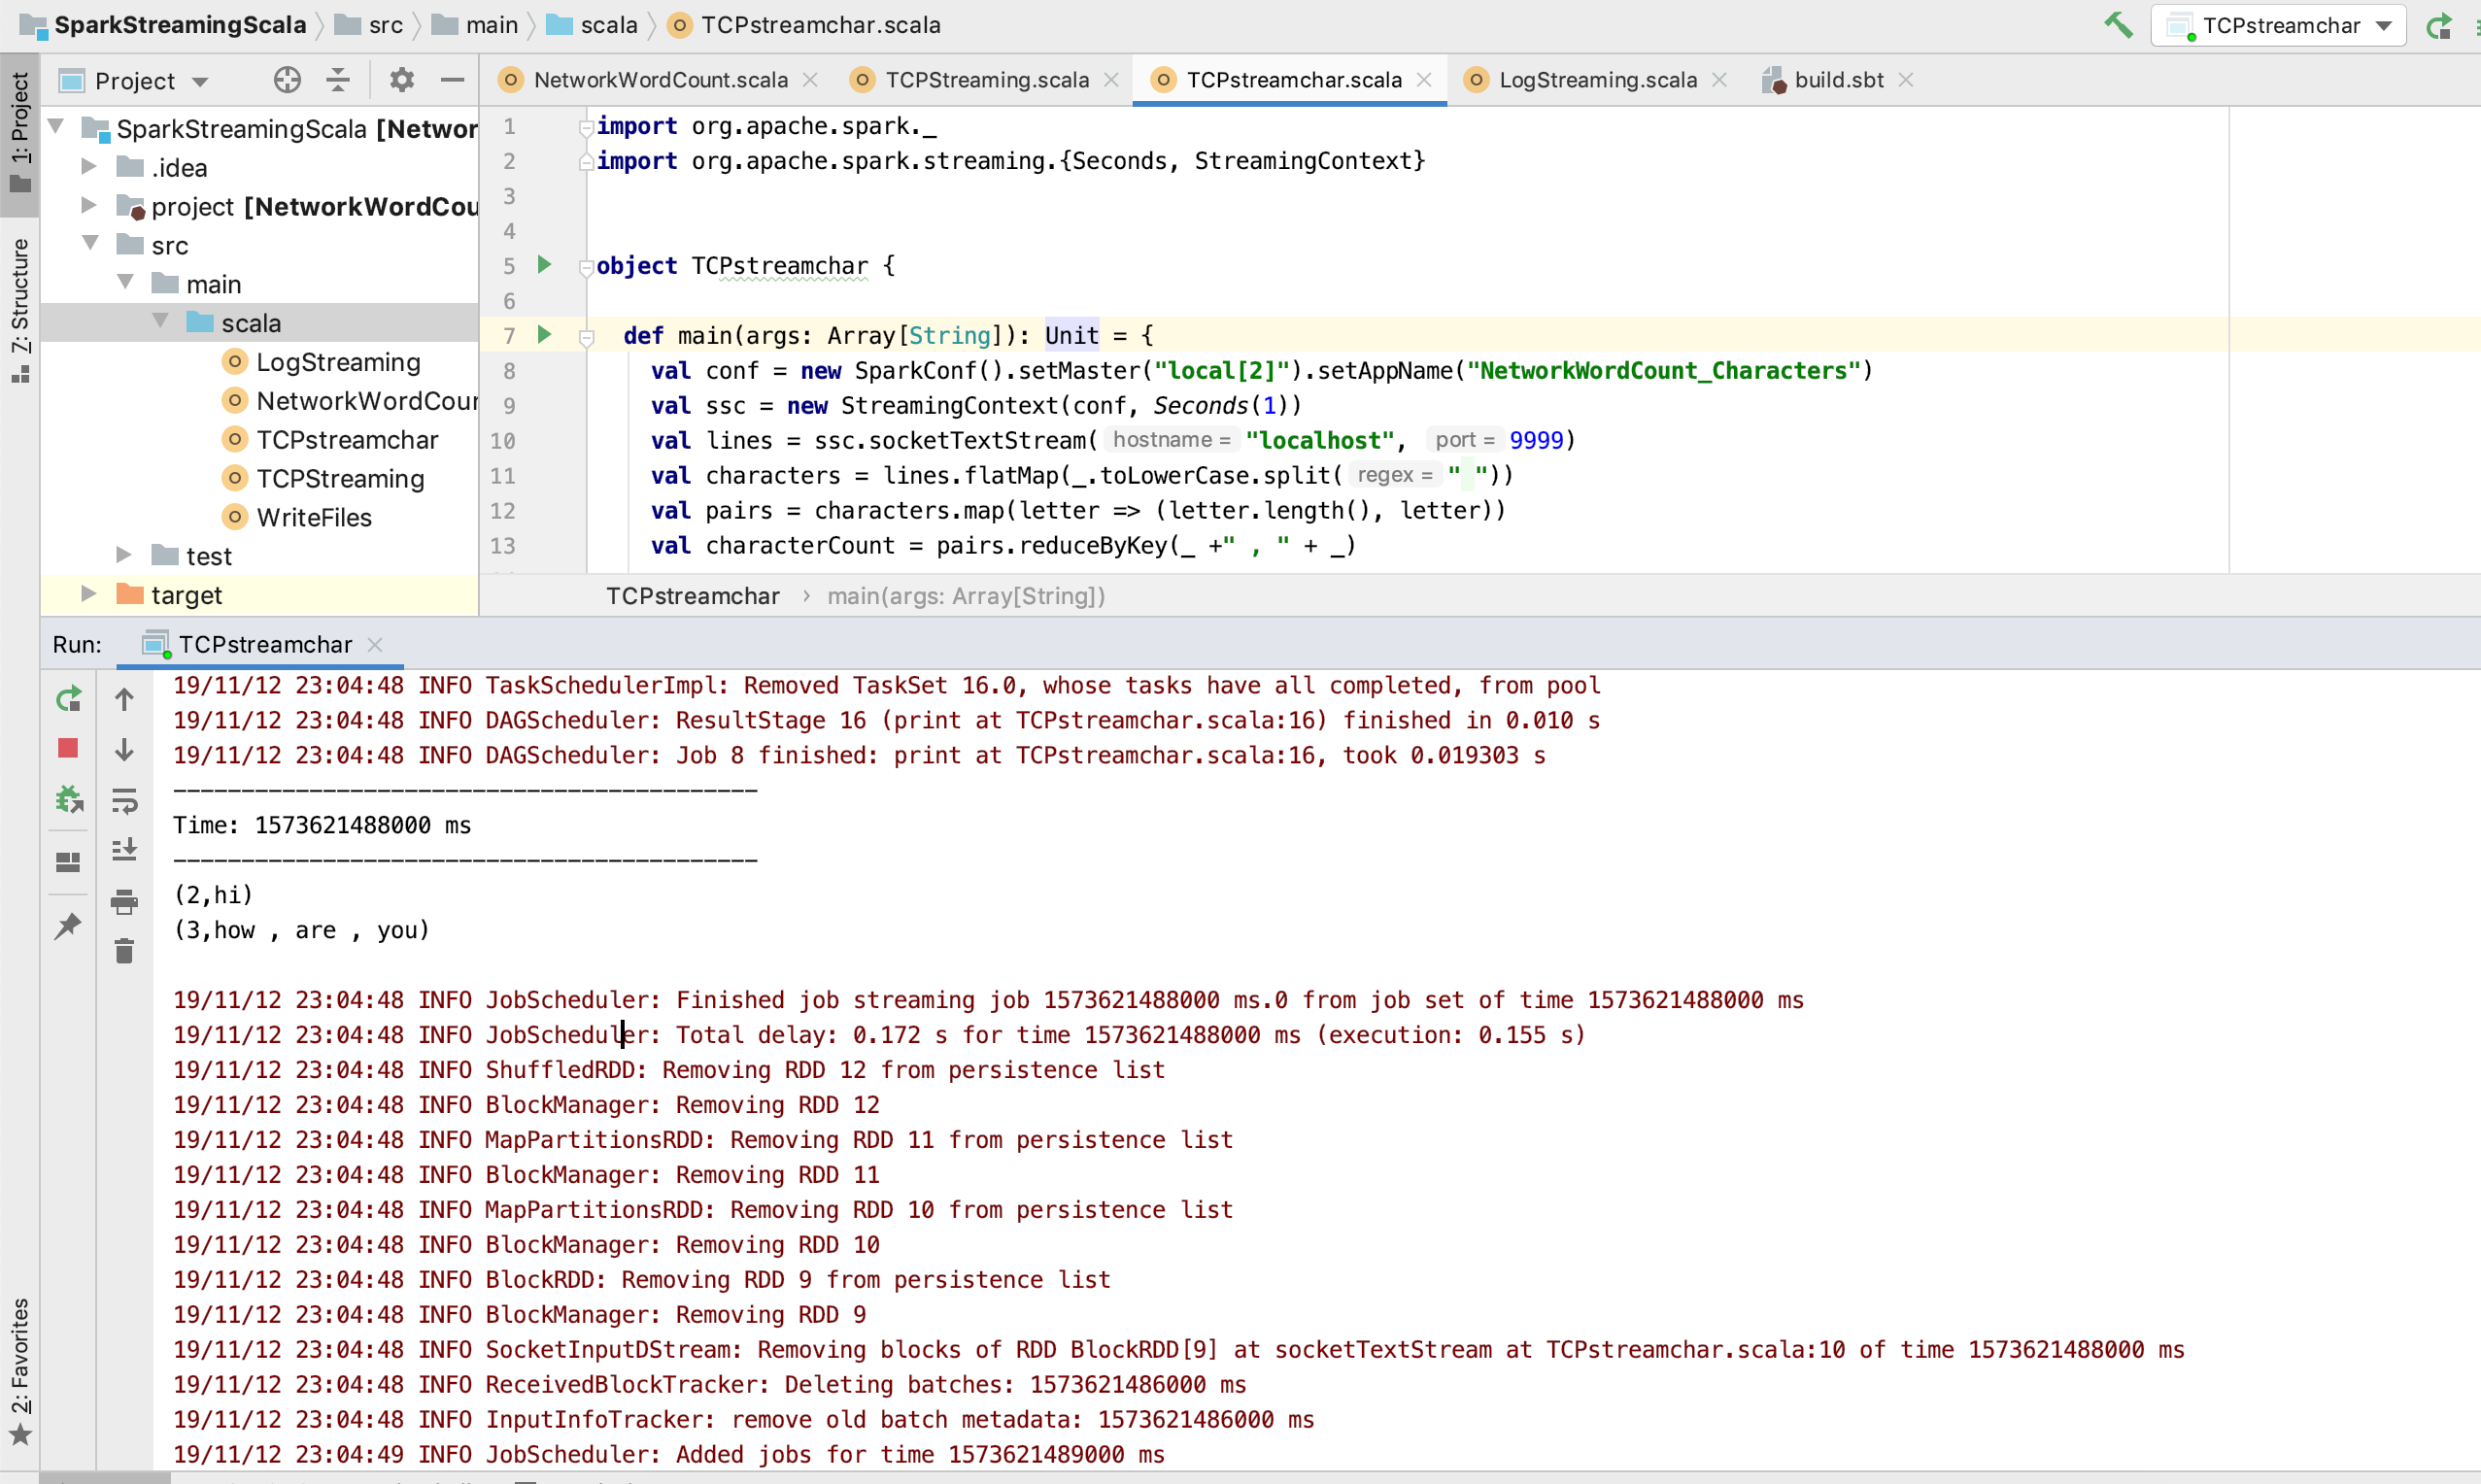 SparkStreamingScala src main scala TCPstreamchar.scala TCPstreamchar
1: Project
Z: Structure
2: Favorites
Project
NetworkWordCount.scala TCPStreaming.scala TCPstreamchar.scala LogStreaming.scala build.sbt
SparkStreamingScala [Networ
.idea
project [NetworkWordCou
src
main
scala
LogStreaming
NetworkWordCour
TCPstreamchar
TCPStreaming
WriteFiles
test
target
1 import org.apache.spark._
2 import org.apache.spark.streaming.{Seconds, StreamingContext}
3
4
5 object TCPstreamchar {
6
7 def main(args: Array[String]): Unit = {
8 val conf = new SparkConf().setMaster("local[2]").setAppName("NetworkWordCount_Characters")
9 val ssc = new StreamingContext(conf, Seconds(1))
10 val lines = ssc.socketTextStream( hostname = "localhost", port = 9999)
11 val characters = lines.flatMap(_.toLowerCase.split( regex = " "))
12 val pairs = characters.map(letter => (letter.length(), letter))
13 val characterCount = pairs.reduceByKey(_ +" , " + _)
TCPstreamchar › main(args: Array[String])
Run: TCPstreamchar
19/11/12 23:04:48 INFO TaskSchedulerImpl: Removed TaskSet 16.0, whose tasks have all completed, from pool
19/11/12 23:04:48 INFO DAGScheduler: ResultStage 16 (print at TCPstreamchar.scala:16) finished in 0.010 s
19/11/12 23:04:48 INFO DAGScheduler: Job 8 finished: print at TCPstreamchar.scala:16, took 0.019303 s
-------------------------------------------
Time: 1573621488000 ms
-------------------------------------------
(2,hi)
(3,how , are , you)
19/11/12 23:04:48 INFO JobScheduler: Finished job streaming job 1573621488000 ms.0 from job set of time 1573621488000 ms
19/11/12 23:04:48 INFO JobScheduler: Total delay: 0.172 s for time 1573621488000 ms (execution: 0.155 s)
19/11/12 23:04:48 INFO ShuffledRDD: Removing RDD 12 from persistence list
19/11/12 23:04:48 INFO BlockManager: Removing RDD 12
19/11/12 23:04:48 INFO MapPartitionsRDD: Removing RDD 11 from persistence list
19/11/12 23:04:48 INFO BlockManager: Removing RDD 11
19/11/12 23:04:48 INFO MapPartitionsRDD: Removing RDD 10 from persistence list
19/11/12 23:04:48 INFO BlockManager: Removing RDD 10
19/11/12 23:04:48 INFO BlockRDD: Removing RDD 9 from persistence list
19/11/12 23:04:48 INFO BlockManager: Removing RDD 9
19/11/12 23:04:48 INFO SocketInputDStream: Removing blocks of RDD BlockRDD[9] at socketTextStream at TCPstreamchar.scala:10 of time 1573621488000 ms
19/11/12 23:04:48 INFO ReceivedBlockTracker: Deleting batches: 1573621486000 ms
19/11/12 23:04:48 INFO InputInfoTracker: remove old batch metadata: 1573621486000 ms
19/11/12 23:04:49 INFO JobScheduler: Added jobs for time 1573621489000 ms